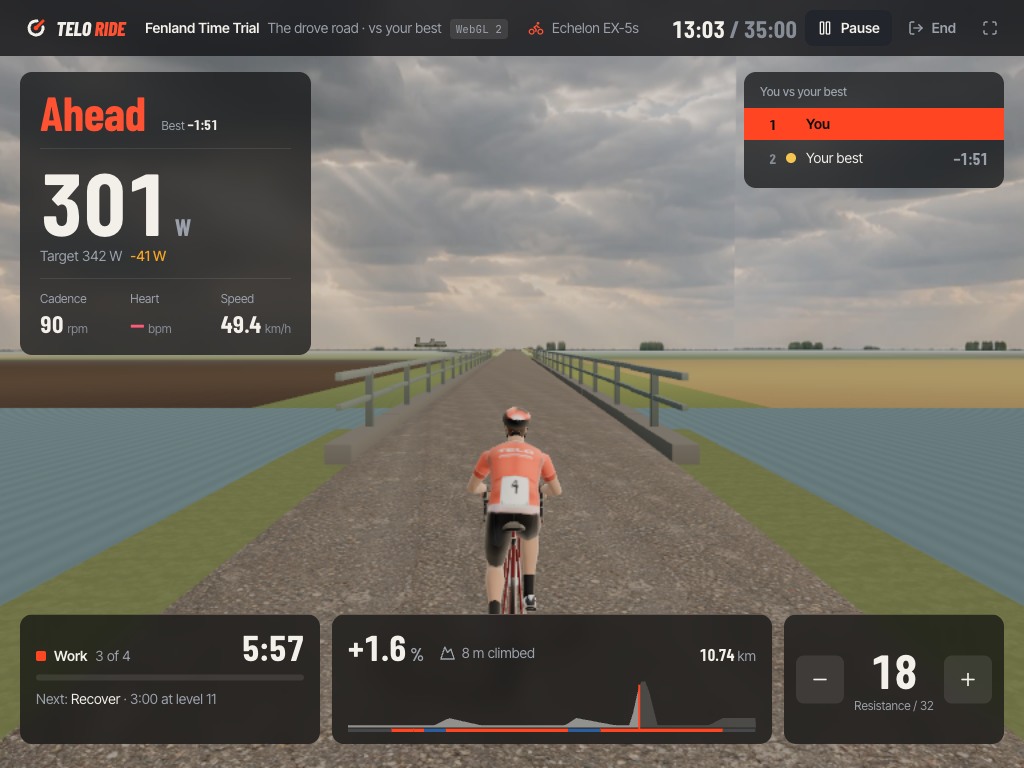 TELO RIDE Fenland Time Trial The drove road · vs your best WebGL 2 Echelon EX-5s 13:03 / 35:00 Pause End
Ahead Best −1:51
301 W
Target 342 W -41 W
Cadence Heart Speed
90 rpm – bpm 49.4 km/h
You vs your best
1 You
2 Your best −1:51
TELO
4
Work 3 of 4 5:57
Next: Recover · 3:00 at level 11
+1.6 % 8 m climbed 10.74 km
− 18 +
Resistance / 32